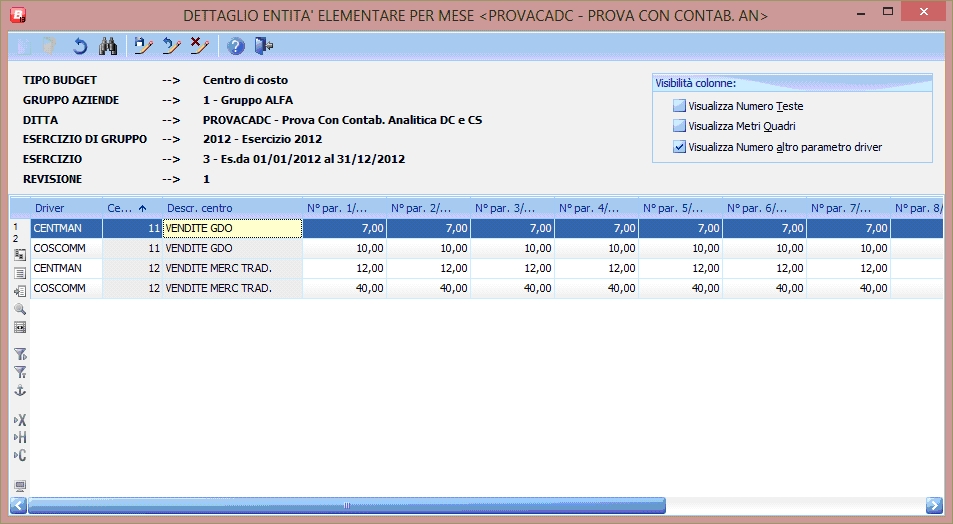 DETTAGLIO ENTITA' ELEMENTARE PER MESE <PROVACADC - PROVA CON CONTAB. AN>
TIPO BUDGET --> Centro di costo
GRUPPO AZIENDE --> 1 - Gruppo ALFA
DITTA --> PROVACADC - Prova Con Contab. Analitica DC e CS
ESERCIZIO DI GRUPPO --> 2012 - Esercizio 2012
ESERCIZIO --> 3 - Es.da 01/01/2012 al 31/12/2012
REVISIONE --> 1
Visibilità colonne:
Visualizza Numero Teste
Visualizza Metri Quadri
Visualizza Numero altro parametro driver
Driver Ce... Descr. centro N° par. 1/... N° par. 2/... N° par. 3/... N° par. 4/... N° par. 5/... N° par. 6/... N° par. 7/... N° par. 8/
1 CENTMAN 11 VENDITE GDO 7,00 7,00 7,00 7,00 7,00 7,00 7,00
2 COSCOMM 11 VENDITE GDO 10,00 10,00 10,00 10,00 10,00 10,00 10,00
CENTMAN 12 VENDITE MERC TRAD. 12,00 12,00 12,00 12,00 12,00 12,00 12,00
COSCOMM 12 VENDITE MERC TRAD. 40,00 40,00 40,00 40,00 40,00 40,00 40,00
X
H
C